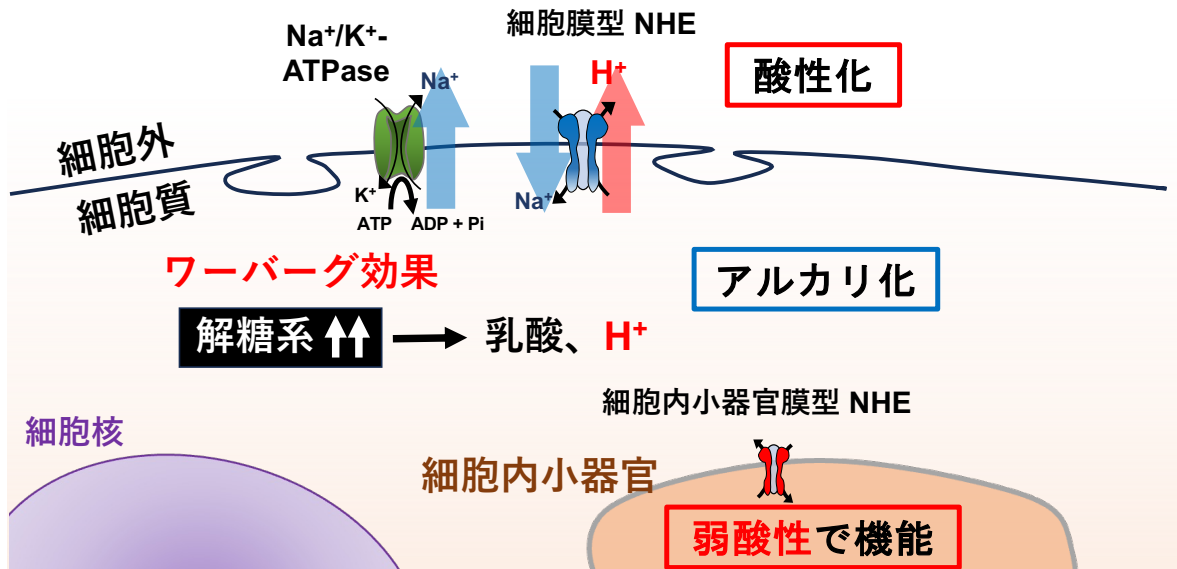 Na⁺/K⁺-
ATPase
細胞膜型 NHE
Na⁺
H⁺
酸性化
細胞外
細胞質
K⁺
Na⁺
ATP
ADP + Pi
ワーバーグ効果
アルカリ化
解糖系
乳酸、H⁺
細胞内小器官膜型 NHE
細胞核
細胞内小器官
弱酸性で機能